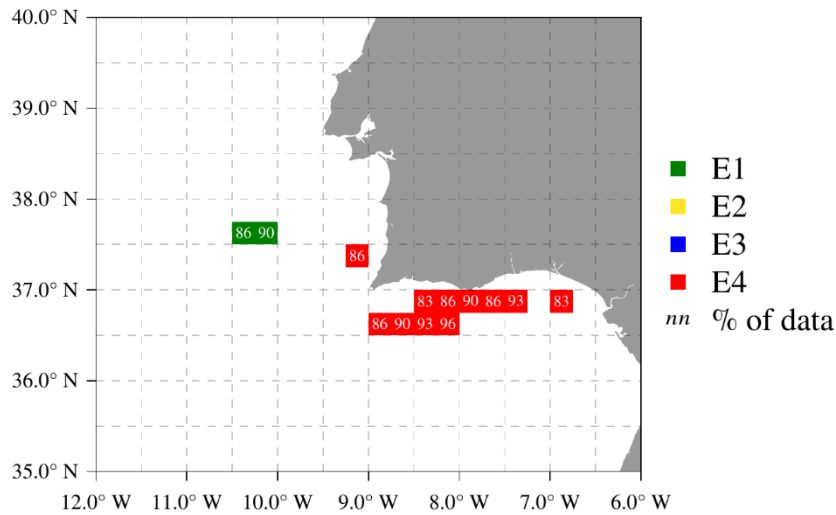 40.0° N
39.0° N
38.0° N
86 90
86
37.0° N
83 86 90 86 93 83
86 90 93 96
36.0° N
35.0° N
12.0° W 11.0° W 10.0° W 9.0° W 8.0° W 7.0° W 6.0° W
E1
E2
E3
E4
nn % of data